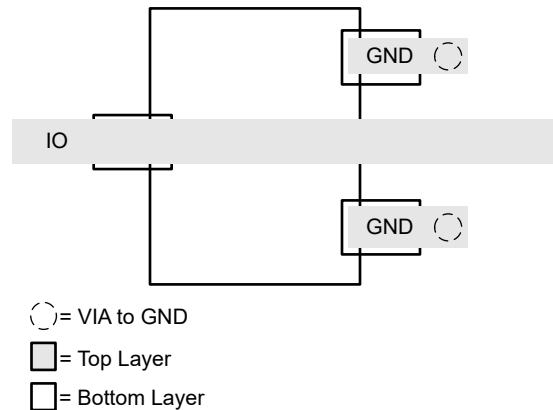 GND
IO
GND
= VIA to GND
= Top Layer
= Bottom Layer